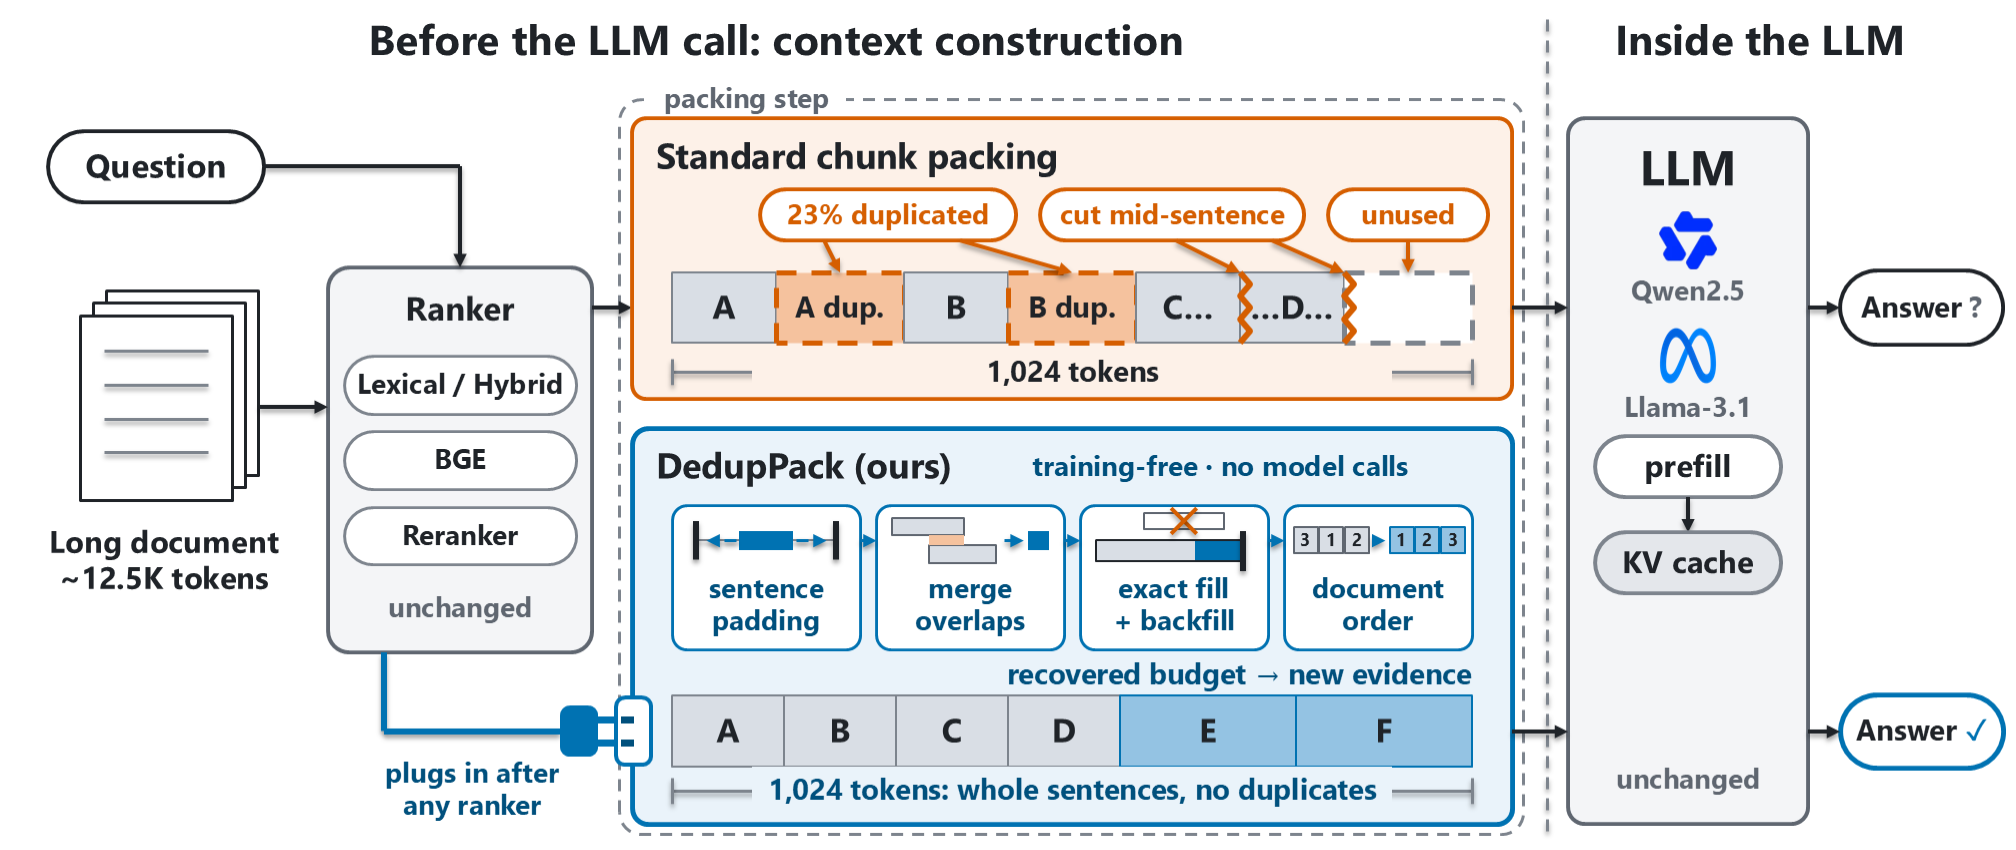 Before the LLM call: context construction
Inside the LLM
packing step
Question
Long document
~12.5K tokens
Ranker
Lexical / Hybrid
BGE
Reranker
unchanged
plugs in after
any ranker
Standard chunk packing
23% duplicated
cut mid-sentence
unused
A
A dup.
B
B dup.
C...
...D...
1,024 tokens
DedupPack (ours)
training-free · no model calls
sentence
padding
merge
overlaps
exact fill
+ backfill
3 1 2
1 2 3
document
order
recovered budget → new evidence
A
B
C
D
E
F
1,024 tokens: whole sentences, no duplicates
LLM
Qwen2.5
Llama-3.1
prefill
KV cache
unchanged
Answer ?
Answer ✓